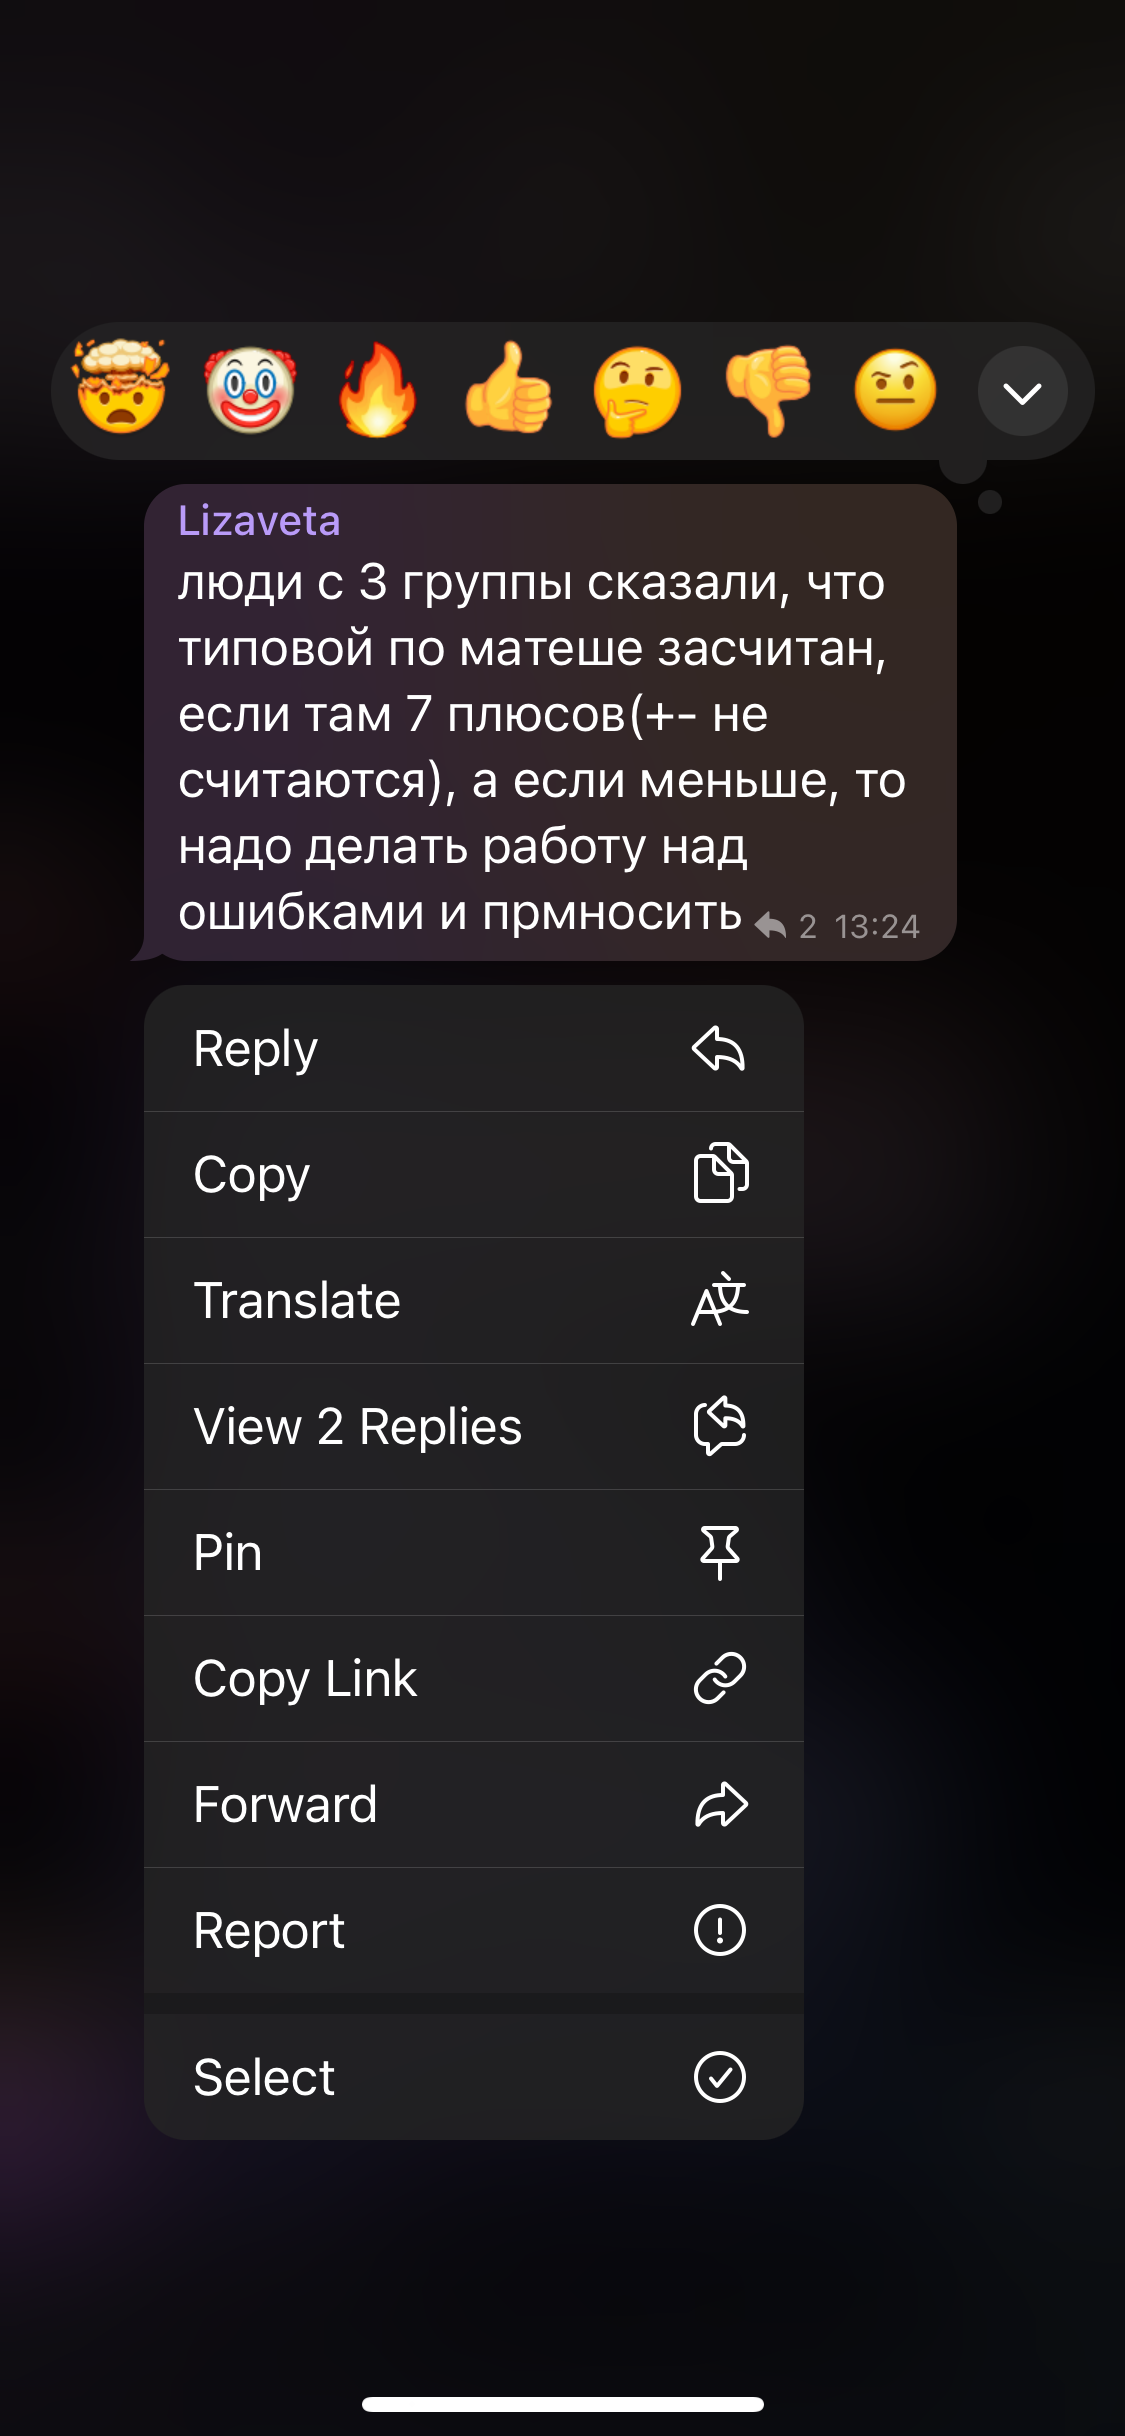 Lizaveta
люди с 3 группы сказали, что
типовой по матеше засчитан,
если там 7 плюсов(+- не
считаются), а если меньше, то
надо делать работу над
ошибками и прмносить 2 13:24
Reply
Copy
Translate
View 2 Replies
Pin
Copy Link
Forward
Report
Select